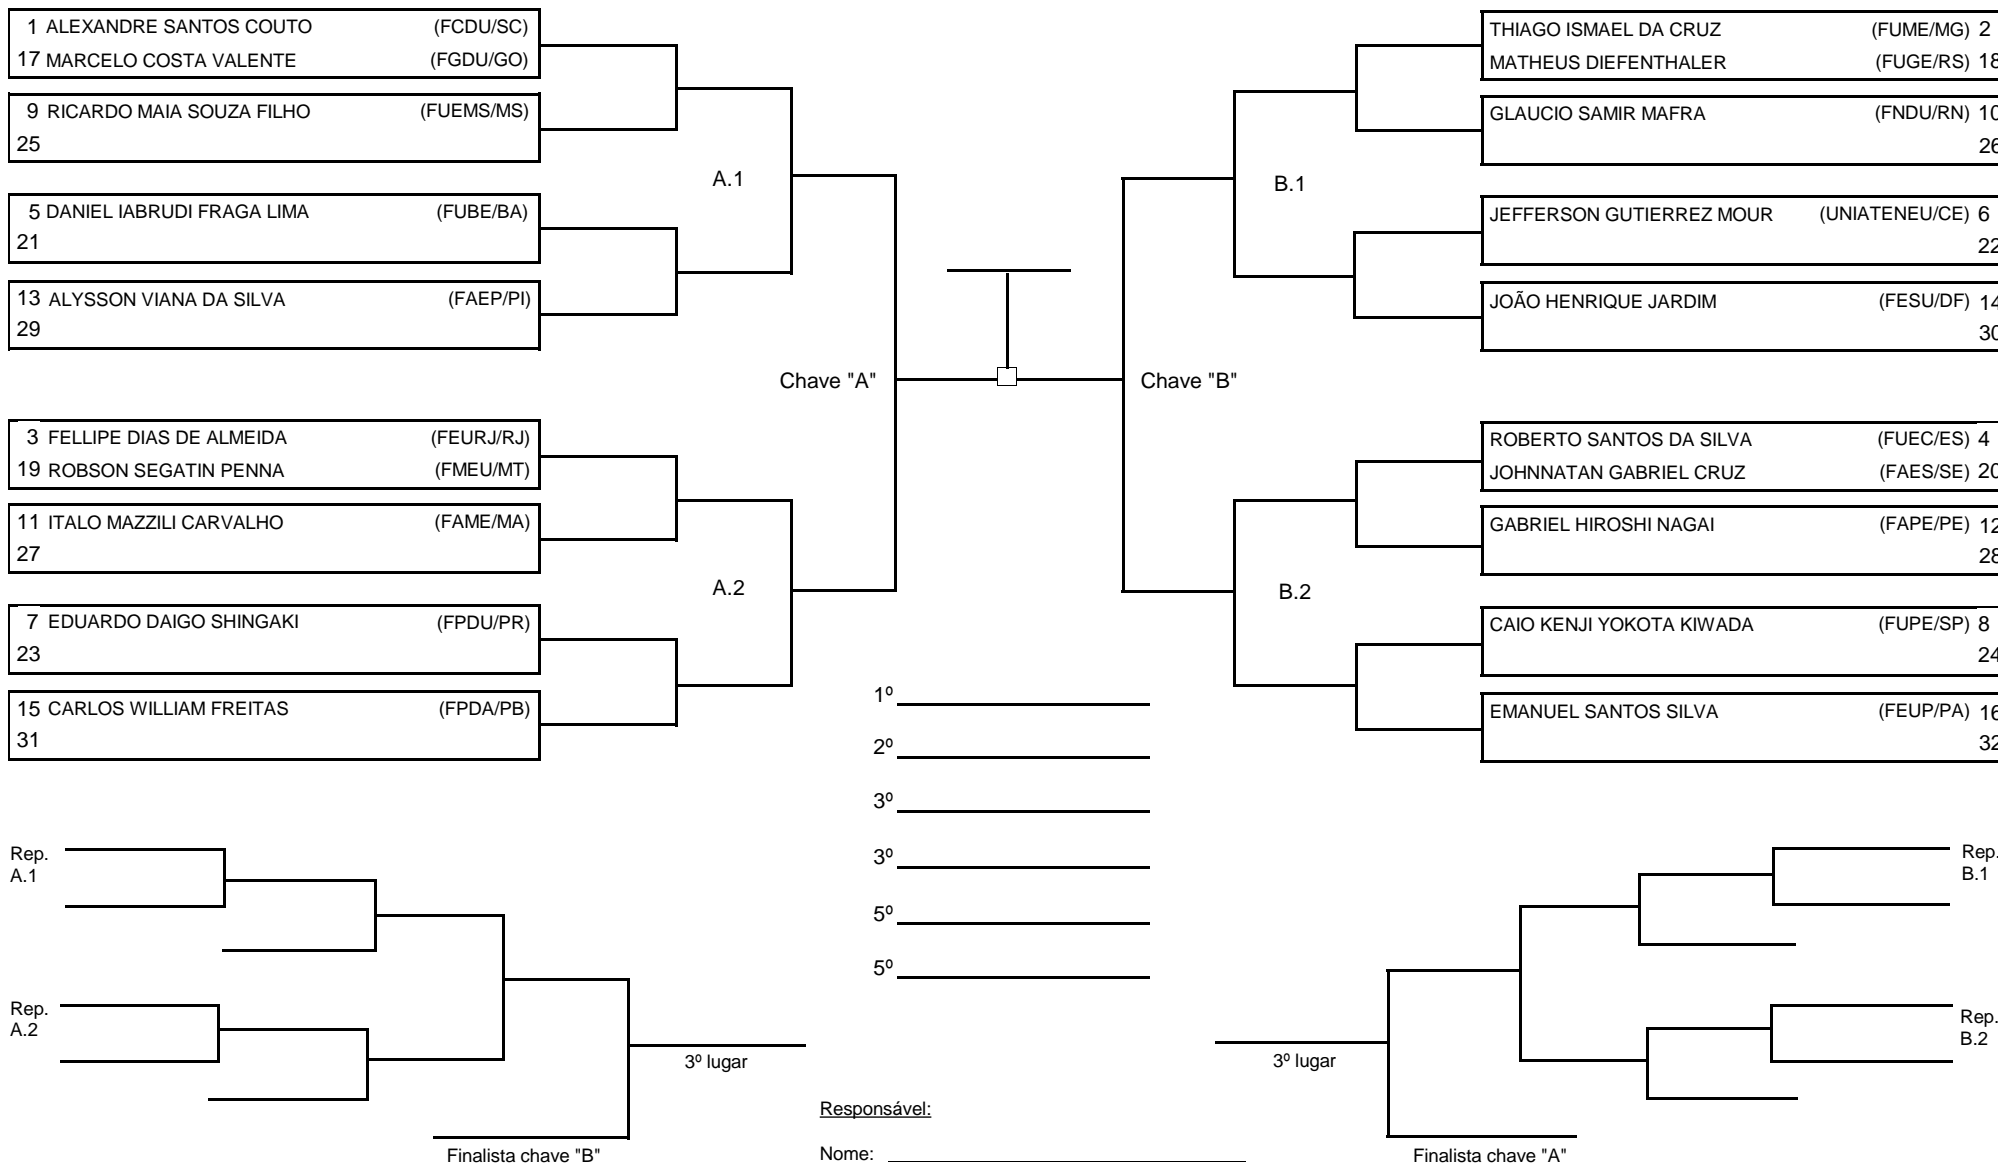 1 ALEXANDRE SANTOS COUTO (FCDU/SC)
17 MARCELO COSTA VALENTE (FGDU/GO)
9 RICARDO MAIA SOUZA FILHO (FUEMS/MS)
25
A.1
5 DANIEL IABRUDI FRAGA LIMA (FUBE/BA)
21
13 ALYSSON VIANA DA SILVA (FAEP/PI)
29
Chave "A"
3 FELLIPE DIAS DE ALMEIDA (FEURJ/RJ)
19 ROBSON SEGATIN PENNA (FMEU/MT)
11 ITALO MAZZILI CARVALHO (FAME/MA)
27
A.2
7 EDUARDO DAIGO SHINGAKI (FPDU/PR)
23
15 CARLOS WILLIAM FREITAS (FPDA/PB)
31
THIAGO ISMAEL DA CRUZ (FUME/MG) 2
MATHEUS DIEFENTHALER (FUGE/RS) 18
GLAUCIO SAMIR MAFRA (FNDU/RN) 10
26
B.1
JEFFERSON GUTIERREZ MOUR (UNIATENEU/CE) 6
22
JOÃO HENRIQUE JARDIM (FESU/DF) 14
30
Chave "B"
ROBERTO SANTOS DA SILVA (FUEC/ES) 4
JOHNNATAN GABRIEL CRUZ (FAES/SE) 20
GABRIEL HIROSHI NAGAI (FAPE/PE) 12
28
B.2
CAIO KENJI YOKOTA KIWADA (FUPE/SP) 8
24
EMANUEL SANTOS SILVA (FEUP/PA) 16
32
1º
2º
3º
3º
5º
5º
Rep.
A.1
Rep.
A.2
3º lugar
Finalista chave "B"
Rep.
B.1
Rep.
B.2
3º lugar
Finalista chave "A"
Responsável:
Nome: